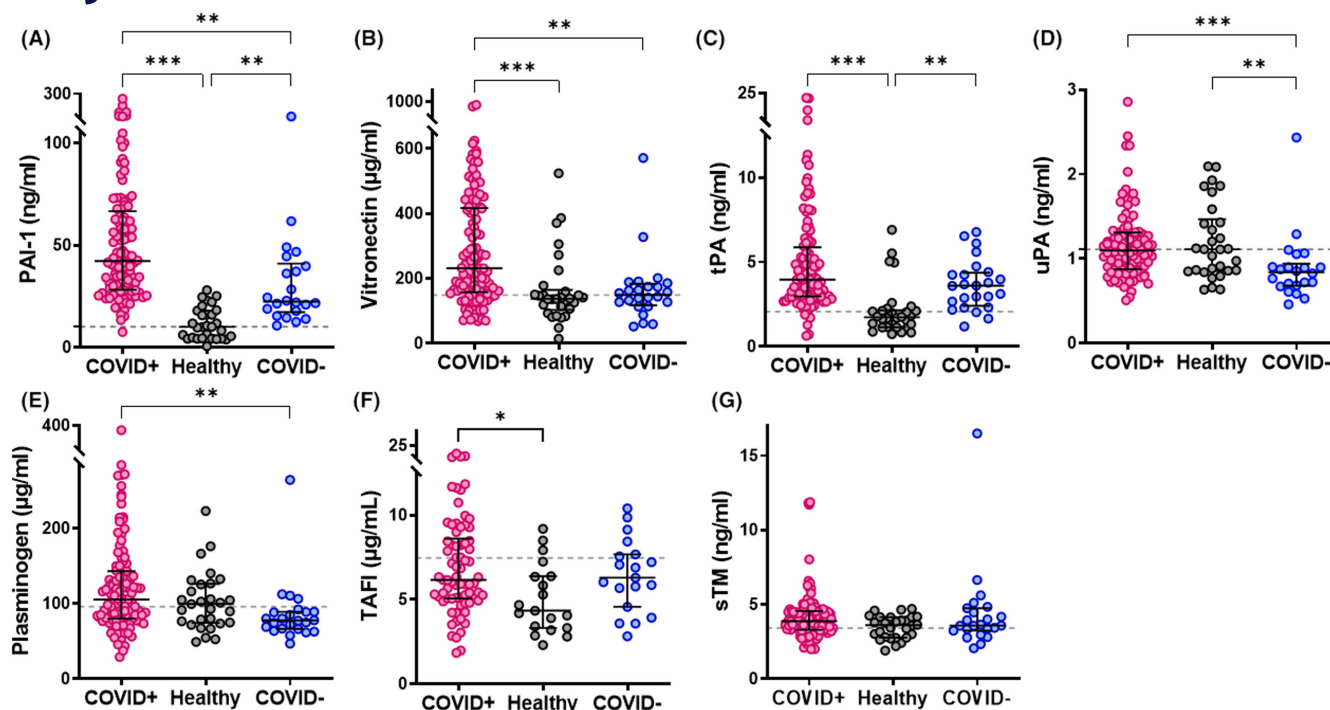 (A)
**
***
**
PAI-1 (ng/ml)
300
100
50
0
COVID+ Healthy COVID-
(B)
**
***
Vitronectin (µg/ml)
1000
600
400
200
0
COVID+ Healthy COVID-
(C)
***
**
tPA (ng/ml)
25
10
5
0
COVID+ Healthy COVID-
(D)
***
**
uPA (ng/ml)
3
2
1
0
COVID+ Healthy COVID-
(E)
**
Plasminogen (µg/ml)
400
200
100
0
COVID+ Healthy COVID-
(F)
*
TAFI (µg/mL)
25
10
5
0
COVID+ Healthy COVID-
(G)
sTM (ng/ml)
15
10
5
0
COVID+ Healthy COVID-